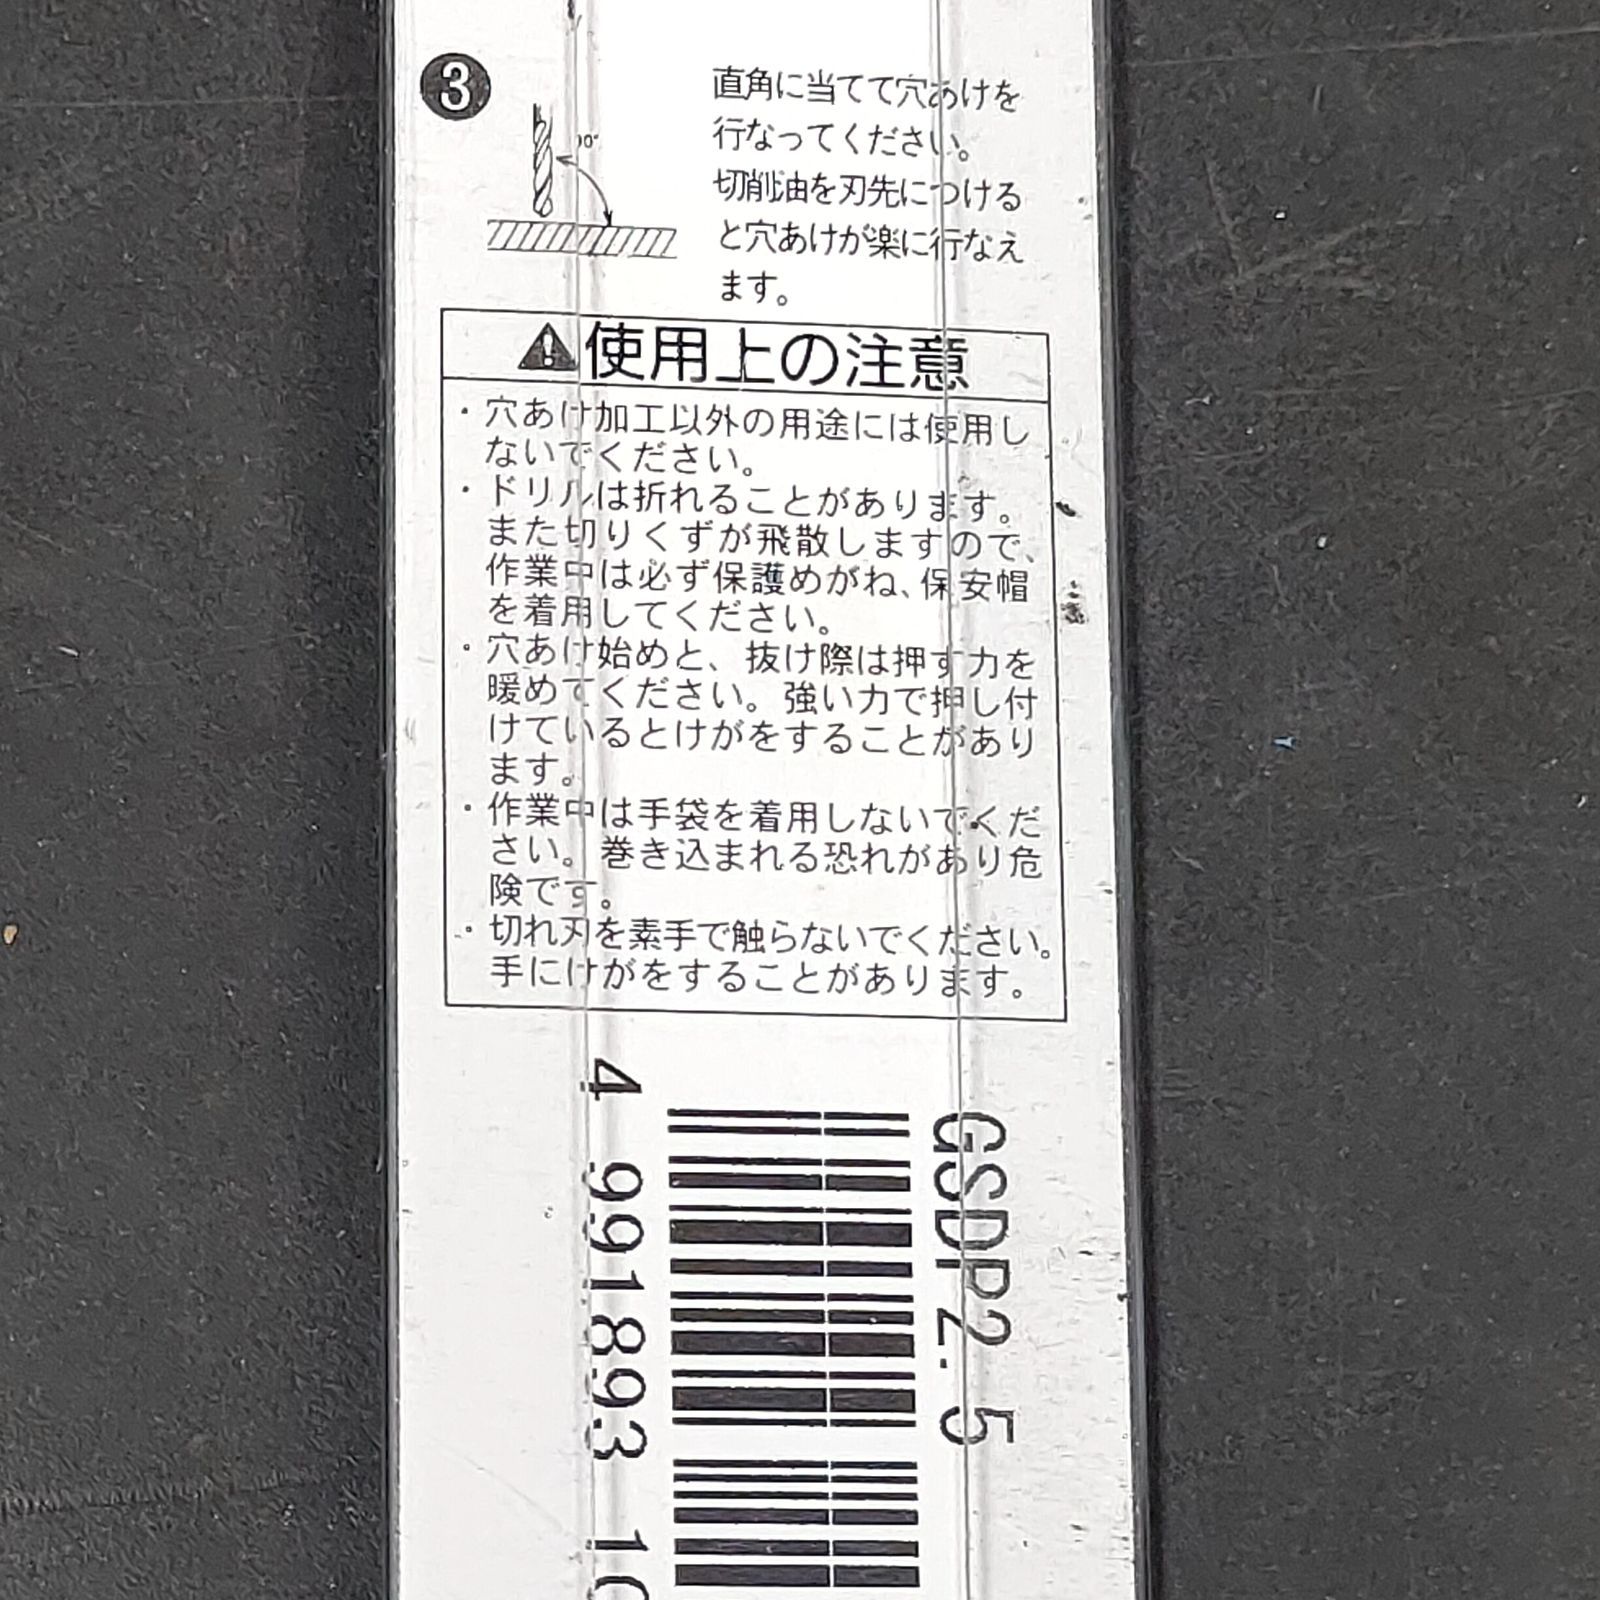 3
90°
直角に当てて穴あけを
行なってください。
切削油を刃先につける
と穴あけが楽に行なえ
ます。
使用上の注意
・穴あけ加工以外の用途には使用し
ないでください。
・ドリルは折れることがあります。
また切りくずが飛散しますので、
作業中は必ず保護めがね、保安帽
を着用してください。
・穴あけ始めと、抜け際は押す力を
暖めてください。強い力で押し付
けているとけがをすることがあり
ます。
・作業中は手袋を着用しないでくだ
さい。巻き込まれる恐れがあり危
険です。
・切れ刃を素手で触らないでください。
手にけがをすることがあります。
GSDP2.5
4 991893 10